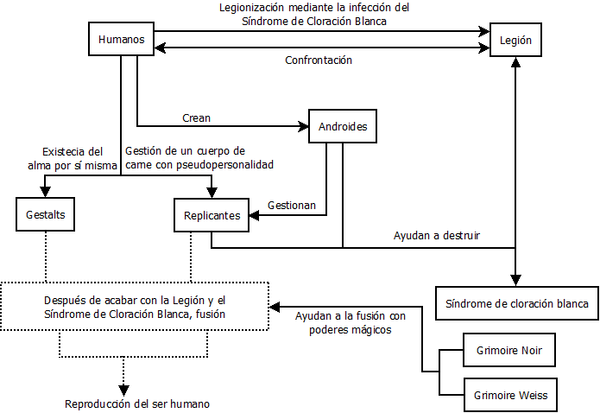 Legionización mediante la infección del
Síndrome de Cloración Blanca
Humanos
Legión
Confrontación
Crean
Androides
Existecia del
alma por sí misma
Gestión de un cuerpo de
carne con pseudopersonalidad
Gestalts
Replicantes
Gestionan
Ayudan a destruir
Después de acabar con la Legión y el
Síndrome de Cloración Blanca, fusión
Síndrome de cloración blanca
Ayudan a la fusión con
poderes mágicos
Grimoire Noir
Grimoire Weiss
Reproducción del ser humano